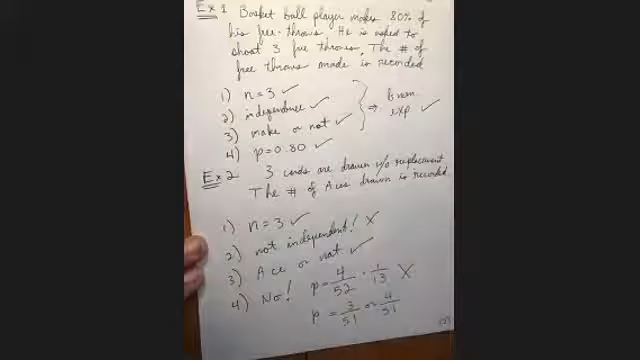 Ex 1 Basket ball player makes 80% of
his free-throws. He is asked to
shoot 3 free throws. The # of
free throws made is recorded
1) n = 3 ✓
2) independence ✓
3) make or not ✓
4) p = 0.80 ✓
⇒ Binom
exp ✓
Ex 2 3 cards are drawn w/o replacement.
The # of Aces drawn is recorded.
1) n = 3 ✓
2) not independent! X
3) Ace or not ✓
4) No! p = 4/52 · 1/13 X
p = 3/51 or 4/51